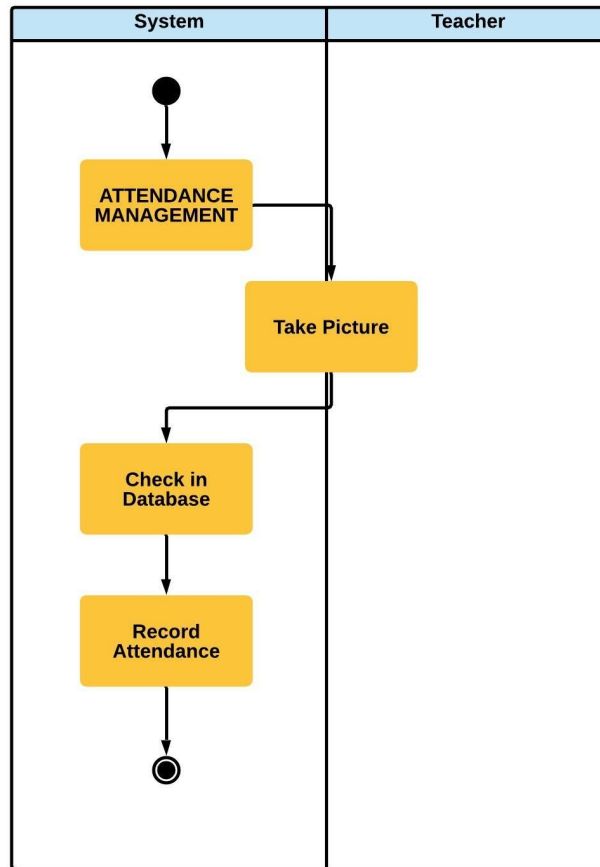 System
Teacher
ATTENDANCE
MANAGEMENT
Take Picture
Check in
Database
Record
Attendance